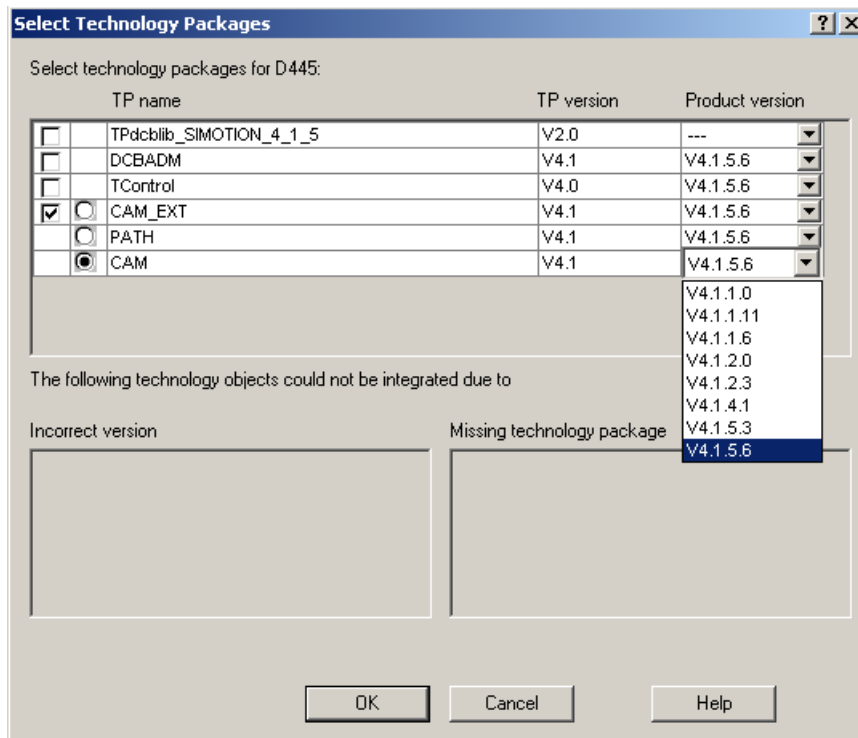 Select Technology Packages
Select technology packages for D445:
TP name TP version Product version
TPdcblib_SIMOTION_4_1_5 V2.0 ---
DCBADM V4.1 V4.1.5.6
TControl V4.0 V4.1.5.6
CAM_EXT V4.1 V4.1.5.6
PATH V4.1 V4.1.5.6
CAM V4.1 V4.1.5.6
V4.1.1.0
V4.1.1.11
V4.1.1.6
V4.1.2.0
V4.1.2.3
V4.1.4.1
V4.1.5.3
V4.1.5.6
The following technology objects could not be integrated due to
Incorrect version Missing technology package
OK Cancel Help